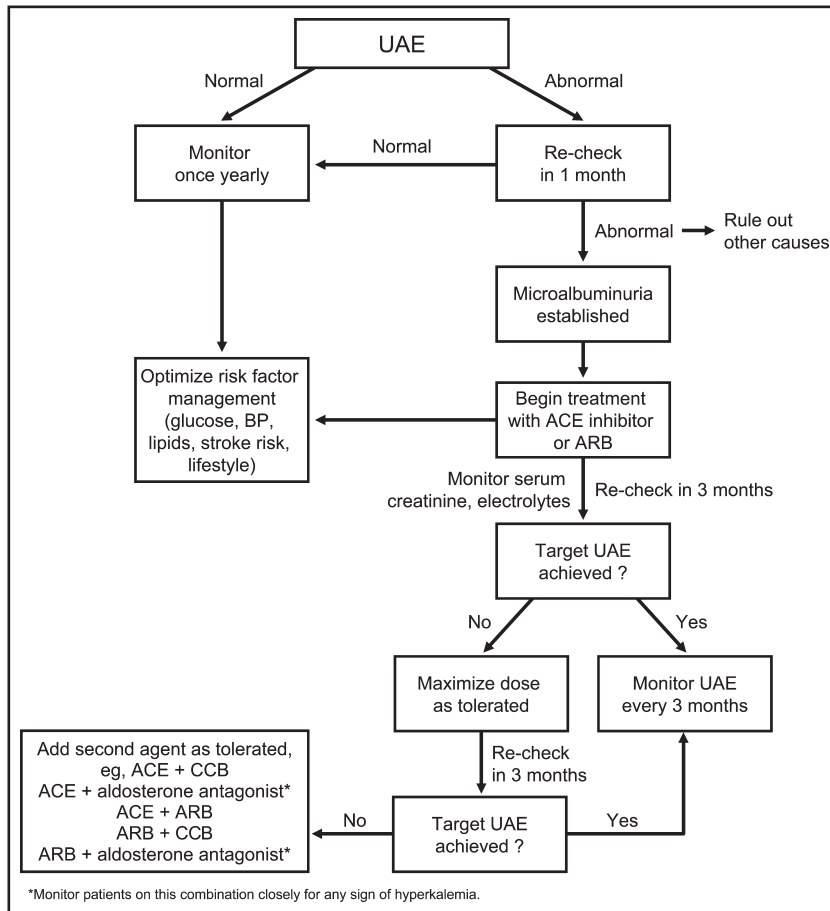 UAE
Normal
Abnormal
Monitor
once yearly
Normal
Re-check
in 1 month
Abnormal
Rule out
other causes
Microalbuminuria
established
Optimize risk factor
management
(glucose, BP,
lipids, stroke risk,
lifestyle)
Begin treatment
with ACE inhibitor
or ARB
Monitor serum
creatinine, electrolytes
Re-check in 3 months
Target UAE
achieved ?
No
Yes
Maximize dose
as tolerated
Monitor UAE
every 3 months
Re-check
in 3 months
Add second agent as tolerated,
eg, ACE + CCB
ACE + aldosterone antagonist*
ACE + ARB
ARB + CCB
ARB + aldosterone antagonist*
No
Target UAE
achieved ?
Yes
*Monitor patients on this combination closely for any sign of hyperkalemia.